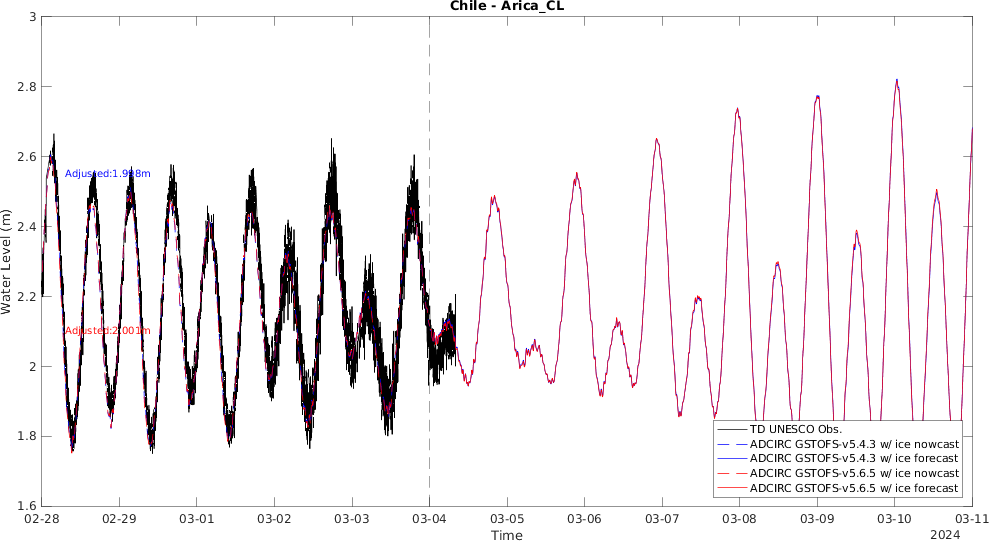 Chile - Arica_CL
3
2.8
2.6
2.4
2.2
2
1.8
1.6
Water Level (m)
Adjusted:1.998m
Adjusted:2.001m
TD UNESCO Obs.
ADCIRC GSTOFS-v5.4.3 w/ ice nowcast
ADCIRC GSTOFS-v5.4.3 w/ ice forecast
ADCIRC GSTOFS-v5.6.5 w/ ice nowcast
ADCIRC GSTOFS-v5.6.5 w/ ice forecast
02-28 02-29 03-01 03-02 03-03 03-04 03-05 03-06 03-07 03-08 03-09 03-10 03-11
Time
2024